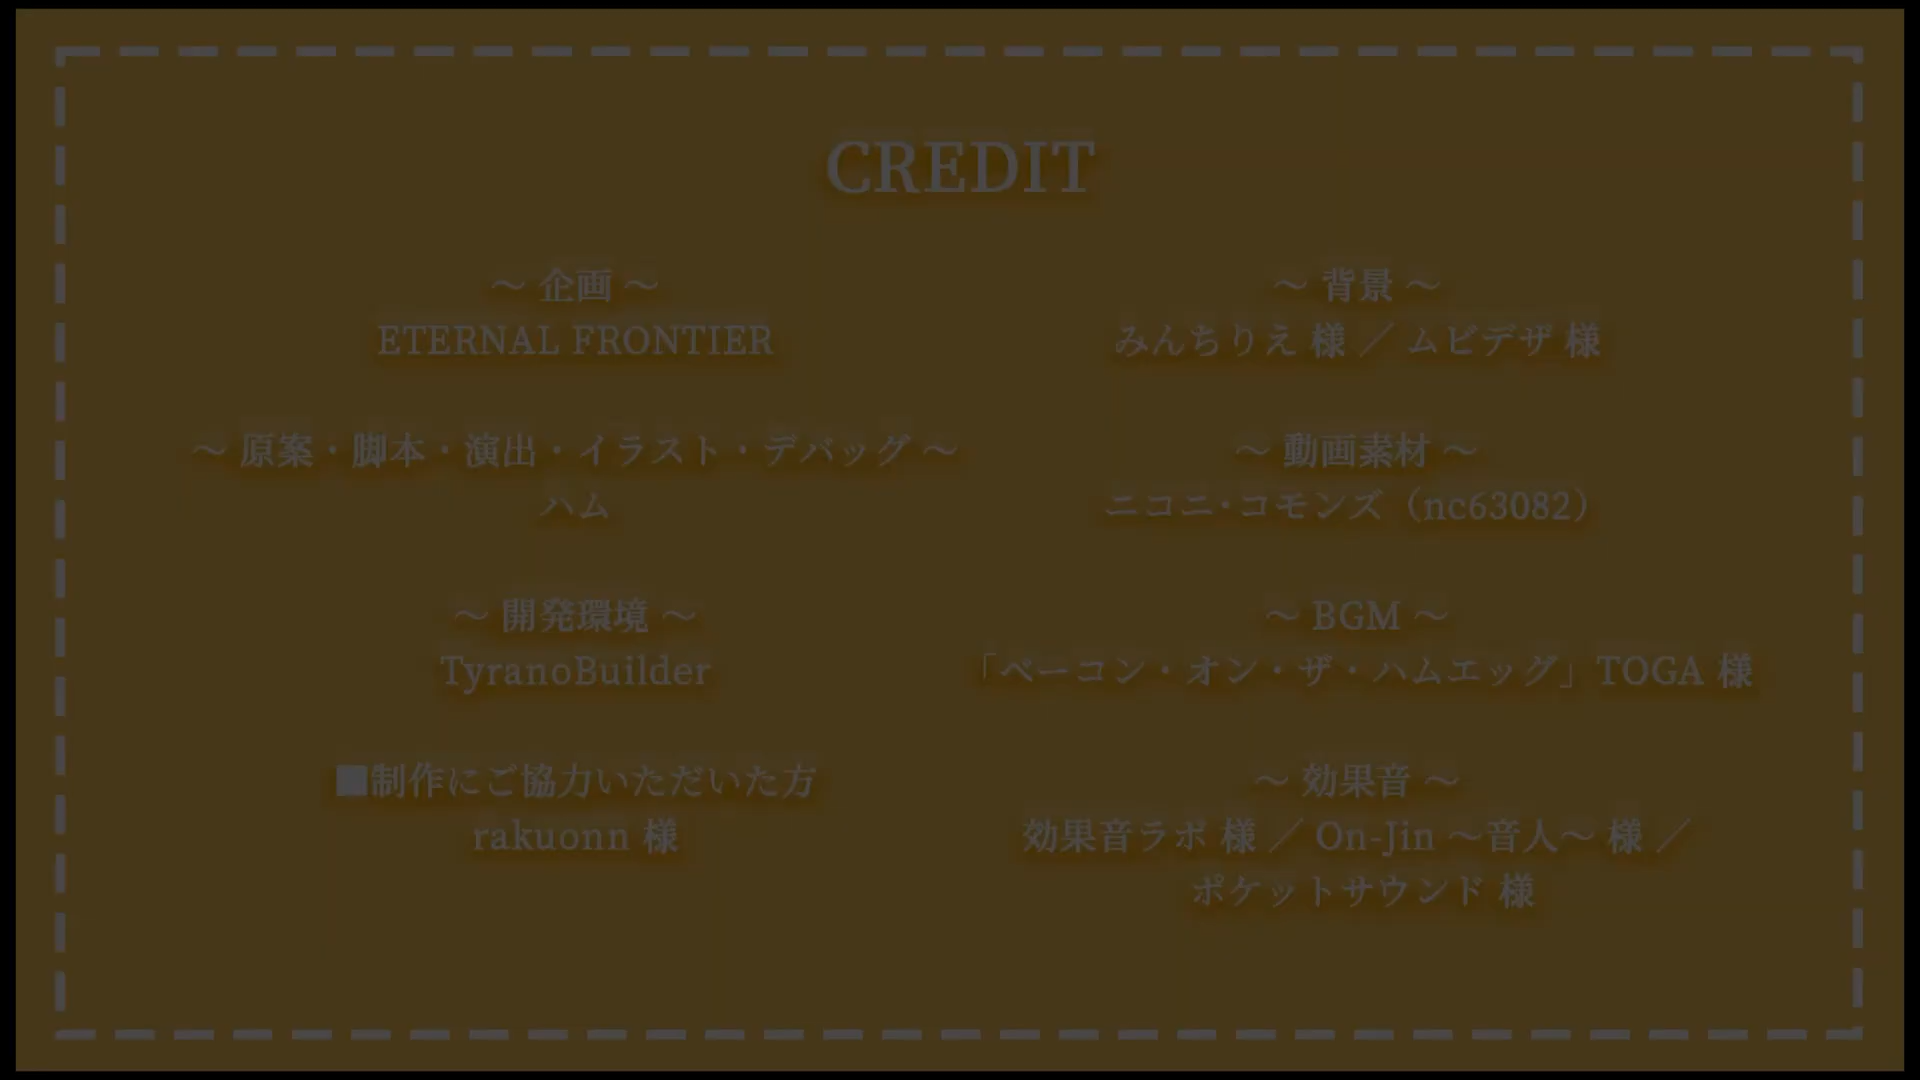 CREDIT
～ 企画 ～
ETERNAL FRONTIER
～ 原案・脚本・演出・イラスト・デバッグ ～
ハム
～ 開発環境 ～
TyranoBuilder
■制作にご協力いただいた方
rakuonn 様
～ 背景 ～
みんちりえ 様 ／ ムビデザ 様
～ 動画素材 ～
ニコニ･コモンズ（nc63082）
～ BGM ～
「ベーコン・オン・ザ・ハムエッグ」TOGA 様
～ 効果音 ～
効果音ラボ 様 ／ On-Jin ～音人～ 様 ／
ポケットサウンド 様